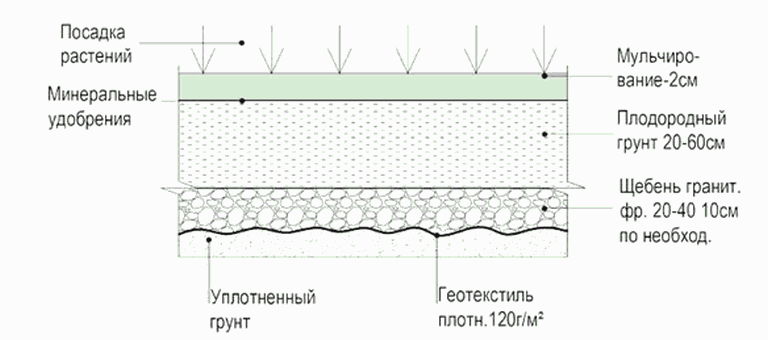 Посадка
растений
Минеральные
удобрения
Мульчиро-
вание-2см
Плодородный
грунт 20-60см
Щебень гранит.
фр. 20-40 10см
по необход.
Уплотненный
грунт
Геотекстиль
плотн.120г/м²